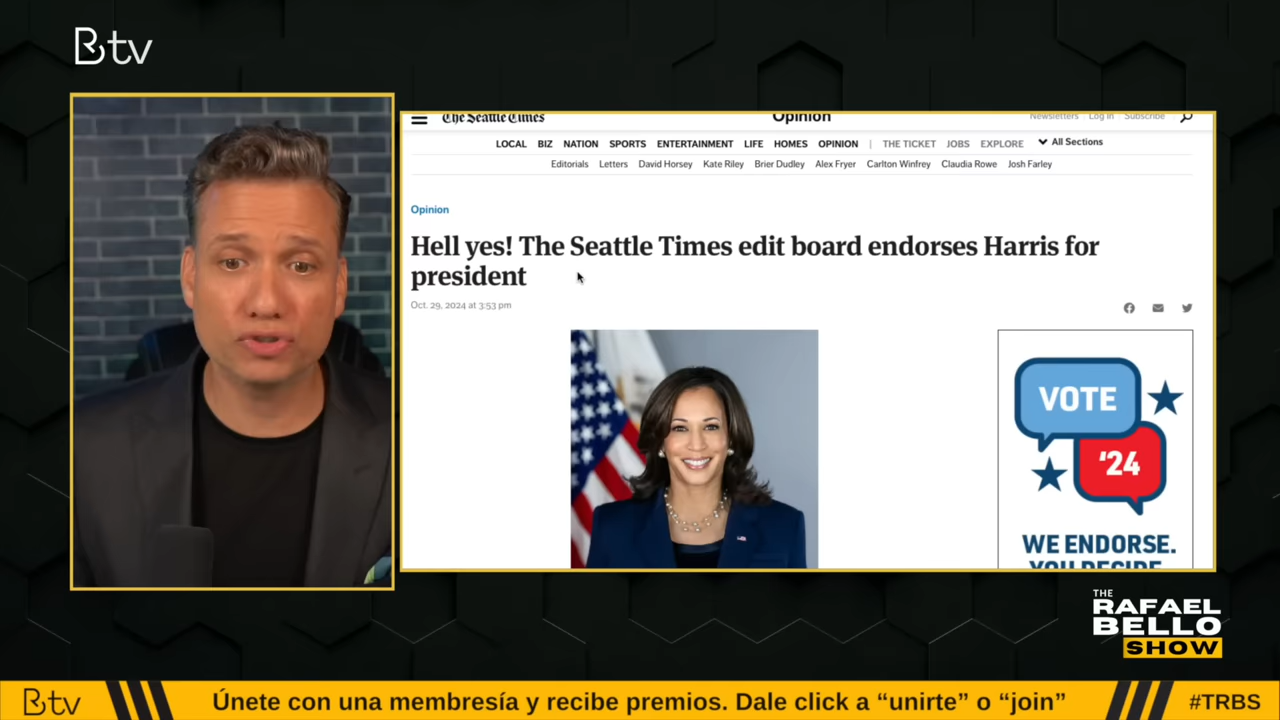 Btv
The Seattle Times
Opinion
Newsletters | Log In | Subscribe
LOCAL BIZ NATION SPORTS ENTERTAINMENT LIFE HOMES OPINION | THE TICKET JOBS EXPLORE All Sections
Editorials Letters David Horsey Kate Riley Brier Dudley Alex Fryer Carlton Winfrey Claudia Rowe Josh Farley
Opinion
Hell yes! The Seattle Times edit board endorses Harris for
president
Oct. 29, 2024 at 3:53 pm
VOTE
'24
WE ENDORSE.
YOU DECIDE.
THE
RAFAEL
BELLO
SHOW
Btv
Únete con una membresía y recibe premios. Dale click a “unirte” o “join”
#TRBS